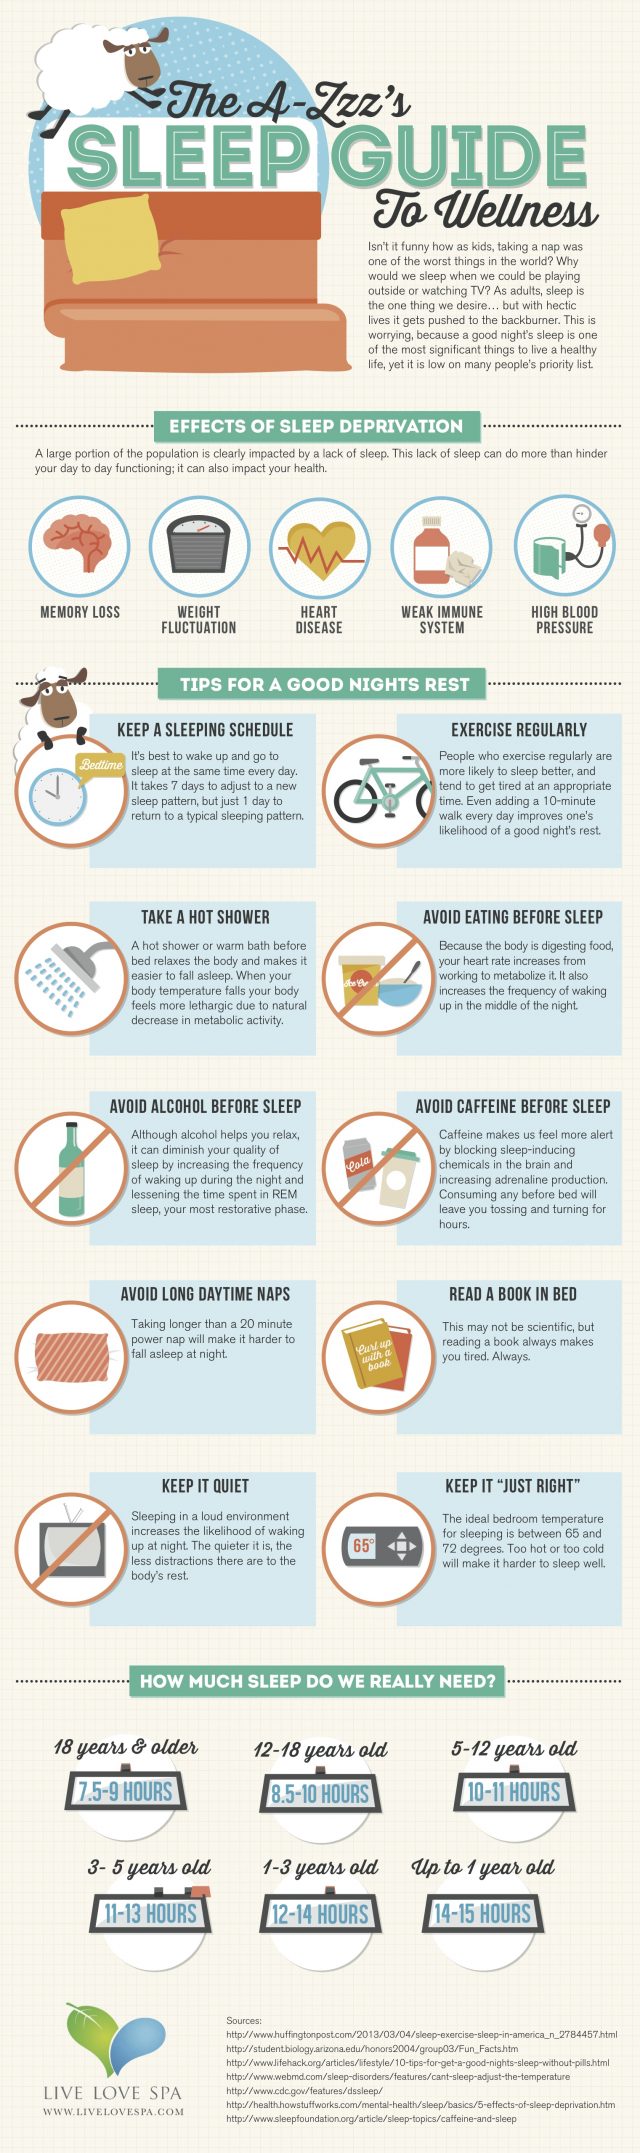 The A-Zzz's
SLEEP GUIDE
To Wellness
Isn't it funny how as kids, taking a nap was
one of the worst things in the world? Why
would we sleep when we could be playing
outside or watching TV? As adults, sleep is
the one thing we desire... but with hectic
lives it gets pushed to the backburner. This is
worrying, because a good night's sleep is one
of the most significant things to live a healthy
life, yet it is low on many people's priority list.
EFFECTS OF SLEEP DEPRIVATION
A large portion of the population is clearly impacted by a lack of sleep. This lack of sleep can do more than hinder
your day to day functioning; it can also impact your health.
MEMORY LOSS
WEIGHT
FLUCTUATION
HEART
DISEASE
WEAK IMMUNE
SYSTEM
HIGH BLOOD
PRESSURE
TIPS FOR A GOOD NIGHTS REST
KEEP A SLEEPING SCHEDULE
Bedtime
It's best to wake up and go to
sleep at the same time every day.
It takes 7 days to adjust to a new
sleep pattern, but just 1 day to
return to a typical sleeping pattern.
EXERCISE REGULARLY
People who exercise regularly are
more likely to sleep better, and
tend to get tired at an appropriate
time. Even adding a 10-minute
walk every day improves one's
likelihood of a good night's rest.
TAKE A HOT SHOWER
A hot shower or warm bath before
bed relaxes the body and makes it
easier to fall asleep. When your
body temperature falls your body
feels more lethargic due to natural
decrease in metabolic activity.
AVOID EATING BEFORE SLEEP
Ice Cream
Because the body is digesting food,
your heart rate increases from
working to metabolize it. It also
increases the frequency of waking
up in the middle of the night.
AVOID ALCOHOL BEFORE SLEEP
Although alcohol helps you relax,
it can diminish your quality of
sleep by increasing the frequency
of waking up during the night and
lessening the time spent in REM
sleep, your most restorative phase.
AVOID CAFFEINE BEFORE SLEEP
Cola
Caffeine makes us feel more alert
by blocking sleep-inducing
chemicals in the brain and
increasing adrenaline production.
Consuming any before bed will
leave you tossing and turning for
hours.
AVOID LONG DAYTIME NAPS
Taking longer than a 20 minute
power nap will make it harder to
fall asleep at night.
READ A BOOK IN BED
Curl up
with a
book
This may not be scientific, but
reading a book always makes
you tired. Always.
KEEP IT QUIET
Sleeping in a loud environment
increases the likelihood of waking
up at night. The quieter it is, the
less distractions there are to the
body's rest.
KEEP IT "JUST RIGHT"
65°
The ideal bedroom temperature
for sleeping is between 65 and
72 degrees. Too hot or too cold
will make it harder to sleep well.
HOW MUCH SLEEP DO WE REALLY NEED?
18 years & older
7.5-9 HOURS
12-18 years old
8.5-10 HOURS
5-12 years old
10-11 HOURS
3- 5 years old
11-13 HOURS
1-3 years old
12-14 HOURS
Up to 1 year old
14-15 HOURS
LIVE LOVE SPA
WWW.LIVELOVESPA.COM
Sources:
http://www.huffingtonpost.com/2013/03/04/sleep-exercise-sleep-in-america_n_2784457.html
http://student.biology.arizona.edu/honors2004/group03/Fun_Facts.htm
http://www.lifehack.org/articles/lifestyle/10-tips-for-get-a-good-nights-sleep-without-pills.html
http://www.webmd.com/sleep-disorders/features/cant-sleep-adjust-the-temperature
http://www.cdc.gov/features/dssleep/
http://health.howstuffworks.com/mental-health/sleep/basics/5-effects-of-sleep-deprivation.htm
http://www.sleepfoundation.org/article/sleep-topics/caffeine-and-sleep